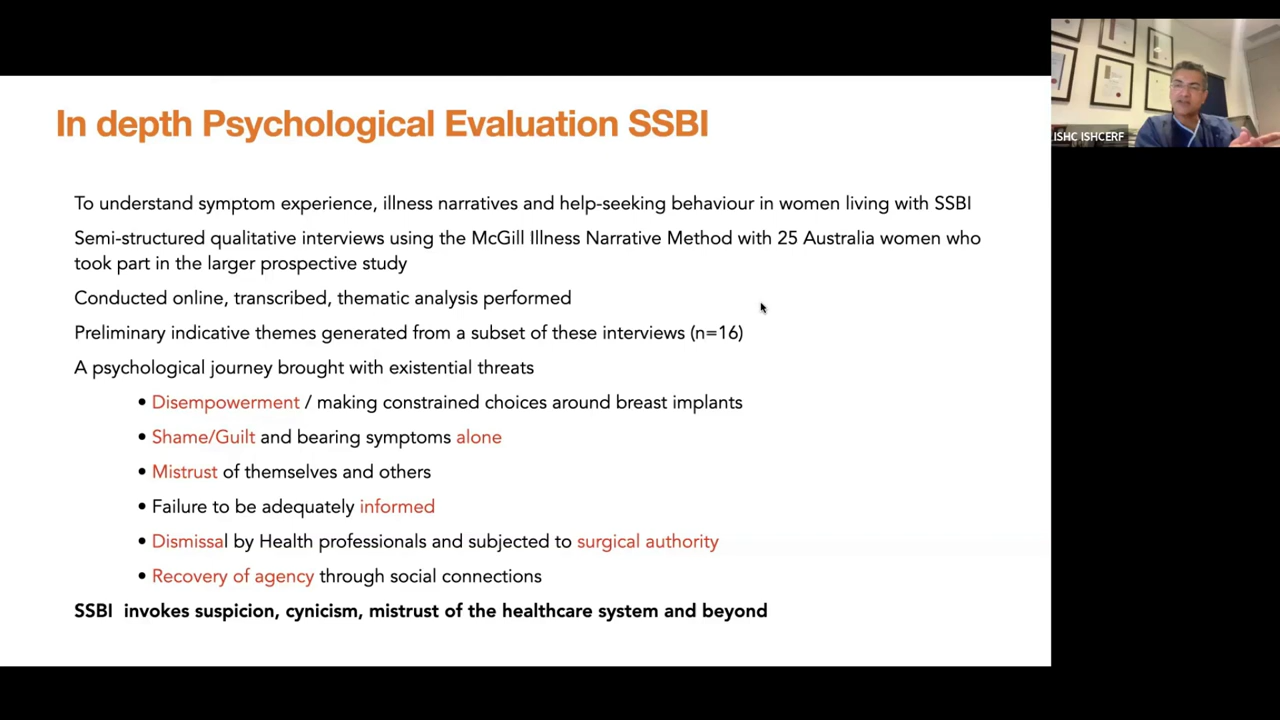 In depth Psychological Evaluation SSBI
ISHC ISHCERF
To understand symptom experience, illness narratives and help-seeking behaviour in women living with SSBI
Semi-structured qualitative interviews using the McGill Illness Narrative Method with 25 Australia women who
took part in the larger prospective study
Conducted online, transcribed, thematic analysis performed
Preliminary indicative themes generated from a subset of these interviews (n=16)
A psychological journey brought with existential threats
• Disempowerment / making constrained choices around breast implants
• Shame/Guilt and bearing symptoms alone
• Mistrust of themselves and others
• Failure to be adequately informed
• Dismissal by Health professionals and subjected to surgical authority
• Recovery of agency through social connections
SSBI invokes suspicion, cynicism, mistrust of the healthcare system and beyond